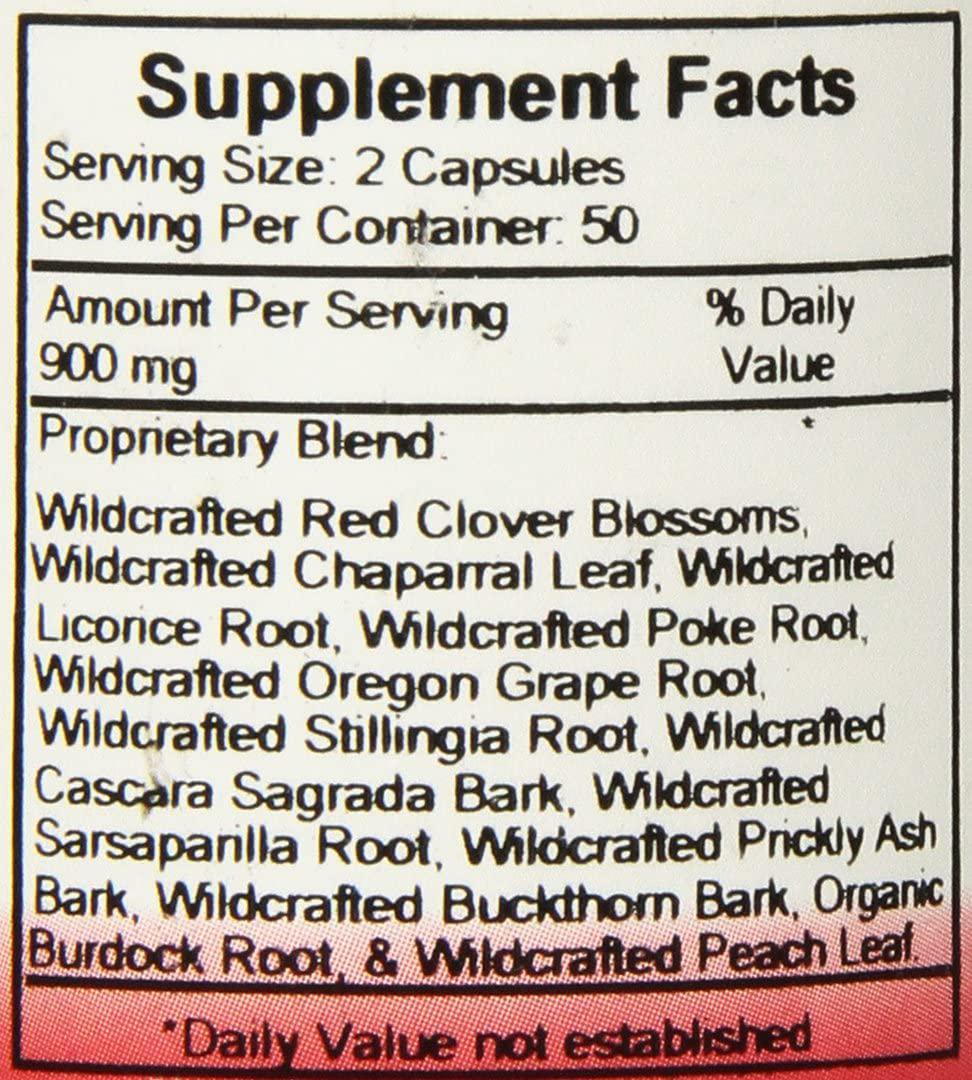 Supplement Facts
Serving Size: 2 Capsules
Serving Per Container: 50
Amount Per Serving % Daily
900 mg Value
Proprietary Blend: *
Wildcrafted Red Clover Blossoms,
Wildcrafted Chaparral Leaf, Wildcrafted
Licorice Root, Wildcrafted Poke Root,
Wildcrafted Oregon Grape Root,
Wildcrafted Stillingia Root, Wildcrafted
Cascara Sagrada Bark, Wildcrafted
Sarsaparilla Root, Wildcrafted Prickly Ash
Bark, Wildcrafted Buckthorn Bark, Organic
Burdock Root, & Wildcrafted Peach Leaf.
*Daily Value not established